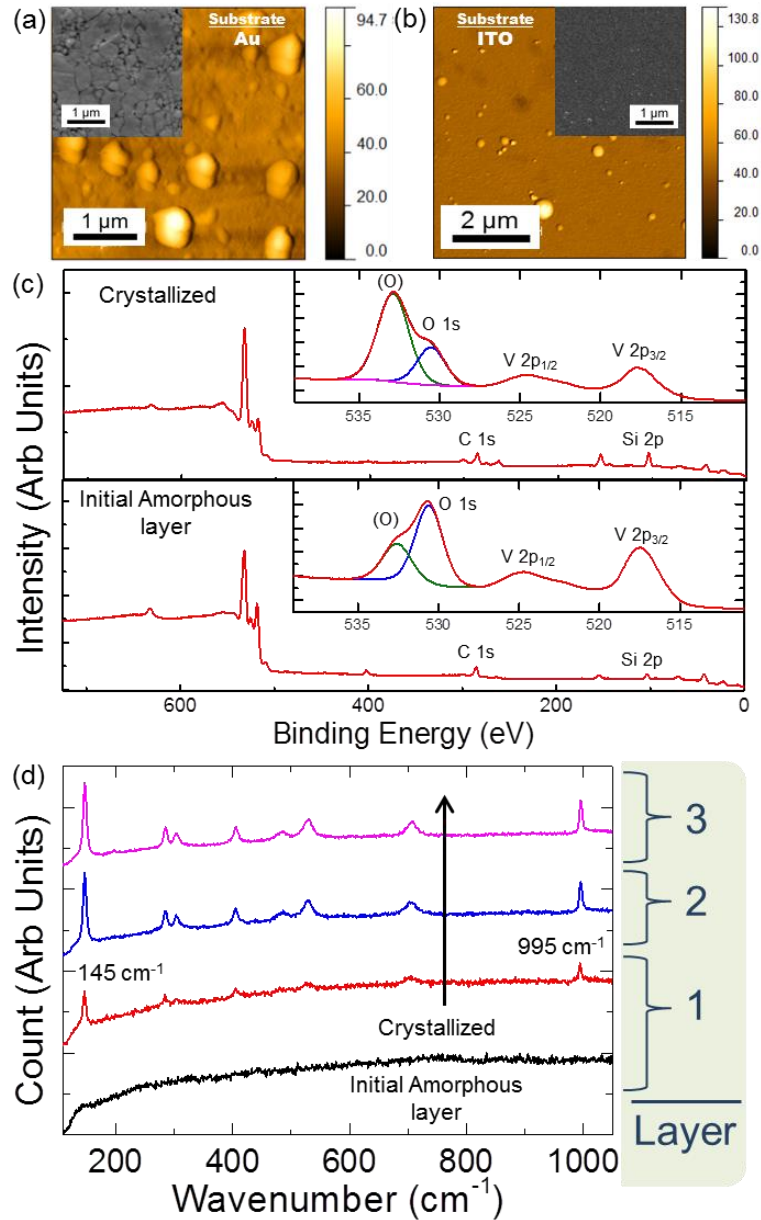 (a)
Substrate
Au
1 µm
1 µm
94.7
80.0
60.0
40.0
20.0
0.0
(b)
Substrate
ITO
1 µm
2 µm
130.8
100.0
80.0
60.0
40.0
20.0
0.0
(c)
Crystallized
(O)
O 1s
V 2p1/2
V 2p3/2
535 530 525 520 515
C 1s
Si 2p
Initial Amorphous
layer
(O)
O 1s
V 2p1/2
V 2p3/2
535 530 525 520 515
C 1s
Si 2p
Intensity (Arb Units)
600 400 200 0
Binding Energy (eV)
(d)
Count (Arb Units)
145 cm-1
995 cm-1
Crystallized
Initial Amorphous
layer
200 400 600 800 1000
Wavenumber (cm-1)
3
2
1
Layer